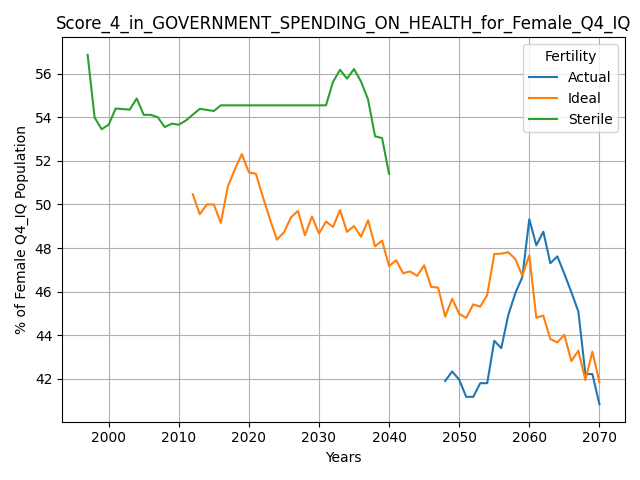 Score_4_in_GOVERNMENT_SPENDING_ON_HEALTH_for_Female_Q4_IQ
Fertility
Actual
Ideal
Sterile
% of Female Q4_IQ Population
56
54
52
50
48
46
44
42
2000 2010 2020 2030 2040 2050 2060 2070
Years